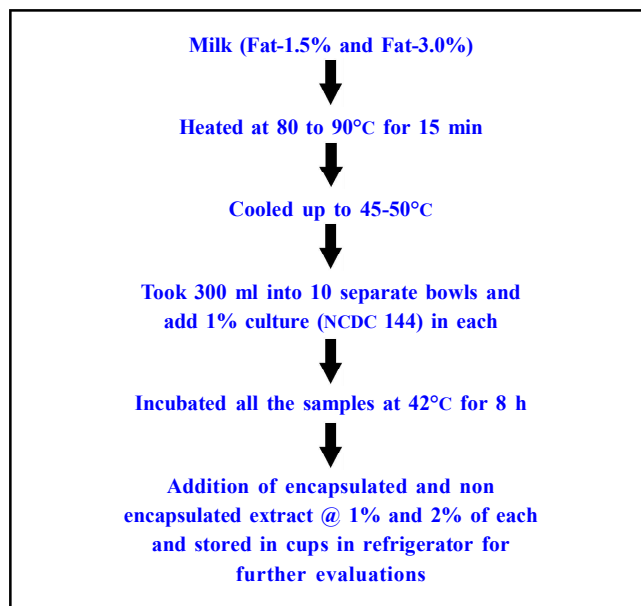 Milk (Fat-1.5% and Fat-3.0%)
Heated at 80 to 90°C for 15 min
Cooled up to 45-50°C
Took 300 ml into 10 separate bowls and
add 1% culture (NCDC 144) in each
Incubated all the samples at 42°C for 8 h
Addition of encapsulated and non
encapsulated extract @ 1% and 2% of each
and stored in cups in refrigerator for
further evaluations